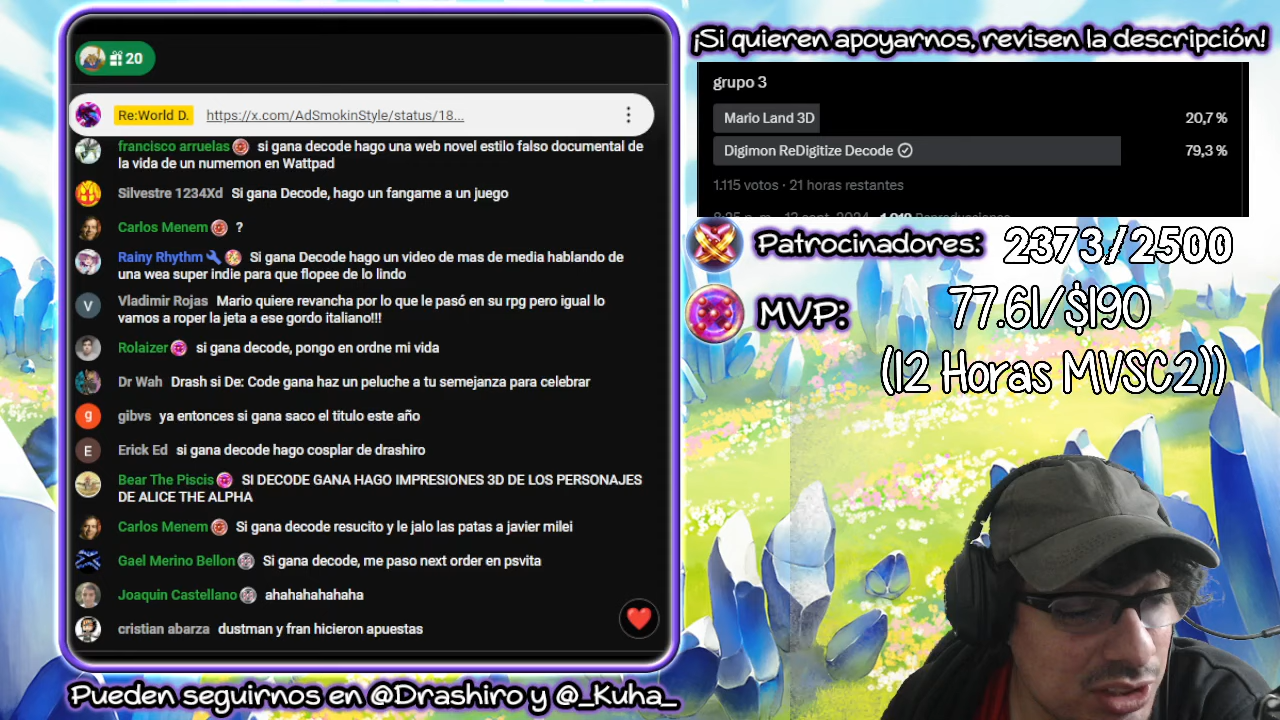 20
Re:World D. https://x.com/AdSmokinStyle/status/18...
francisco arruelas si gana decode hago una web novel estilo falso documental de
la vida de un numemon en Wattpad
Silvestre 1234Xd Si gana Decode, hago un fangame a un juego
Carlos Menem ?
Rainy Rhythm Si gana Decode hago un video de mas de media hablando de
una wea super indie para que flopee de lo lindo
V
Vladimir Rojas Mario quiere revancha por lo que le pasó en su rpg pero igual lo
vamos a roper la jeta a ese gordo italiano!!!
Rolaizer si gana decode, pongo en ordne mi vida
Dr Wah Drash si De: Code gana haz un peluche a tu semejanza para celebrar
g gibvs ya entonces si gana saco el titulo este año
E Erick Ed si gana decode hago cosplar de drashiro
Bear The Piscis SI DECODE GANA HAGO IMPRESIONES 3D DE LOS PERSONAJES
DE ALICE THE ALPHA
Carlos Menem Si gana decode resucito y le jalo las patas a javier milei
Gael Merino Bellon Si gana decode, me paso next order en psvita
Joaquin Castellano ahahahahahaha
cristian abarza dustman y fran hicieron apuestas
Pueden seguirnos en @Drashiro y @_Kuha_
¡Si quieren apoyarnos, revisen la descripción!
grupo 3
Mario Land 3D 20,7 %
Digimon ReDigitize Decode 79,3 %
1.115 votos · 21 horas restantes
Patrocinadores: 2373/2500
MVP: 77.61/$190
(12 Horas MVSC2))